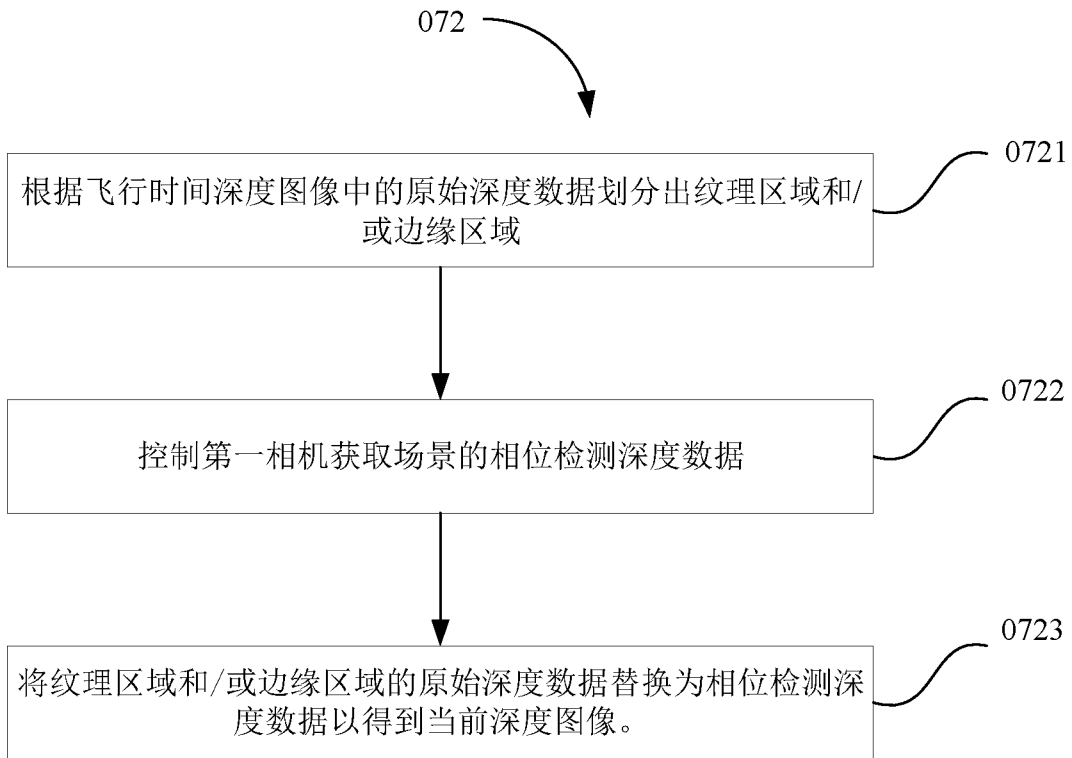 072
0721
根据飞行时间深度图像中的原始深度数据划分出纹理区域和/
或边缘区域
0722
控制第一相机获取场景的相位检测深度数据
0723
将纹理区域和/或边缘区域的原始深度数据替换为相位检测深
度数据以得到当前深度图像。